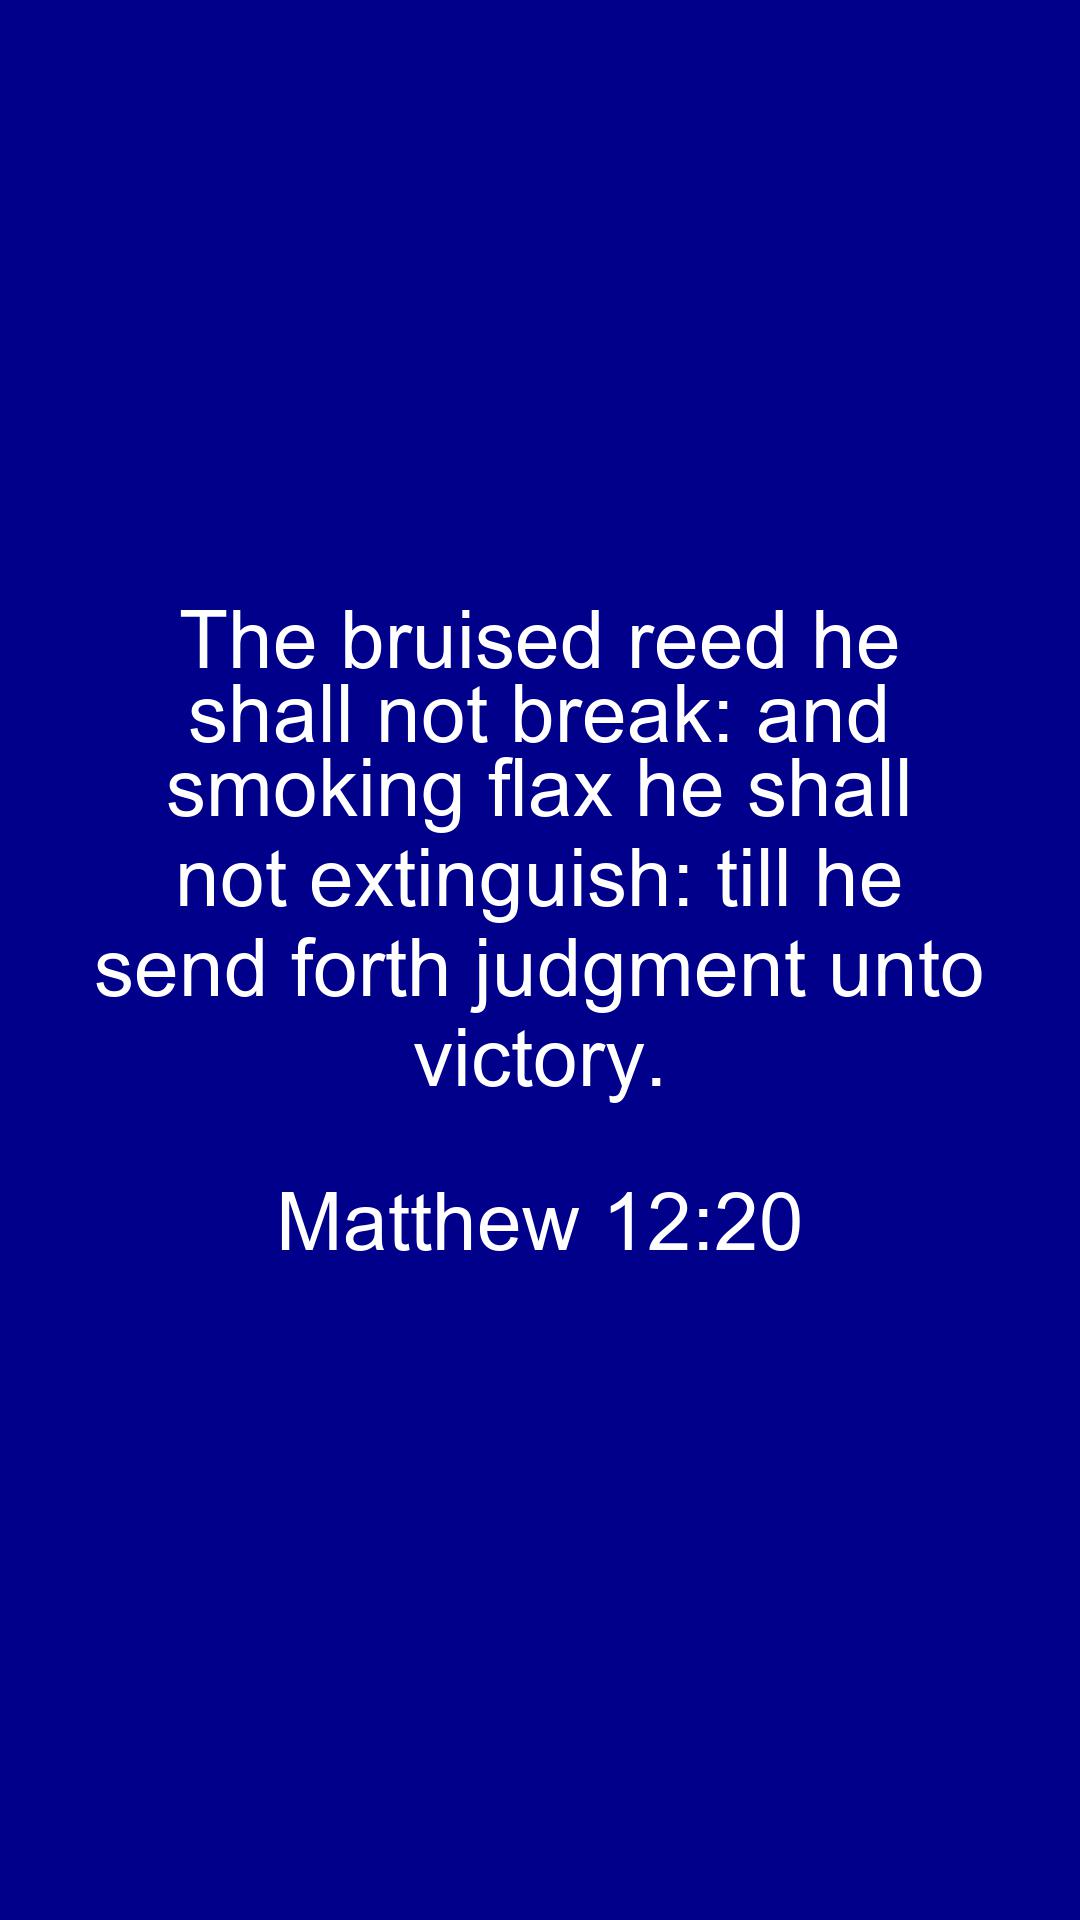 The bruised reed he
shall not break: and
smoking flax he shall
not extinguish: till he
send forth judgment unto
victory.
Matthew 12:20